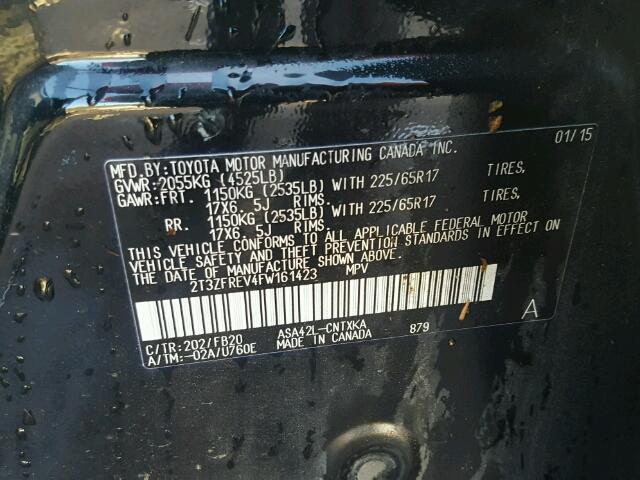 MFD. BY: TOYOTA MOTOR MANUFACTURING CANADA INC. 01/15
GVWR: 2055KG (4525LB)
GAWR: FRT. 1150KG (2535LB) WITH 225/65R17 TIRES,
17X6.5J RIMS.
RR. 1150KG (2535LB) WITH 225/65R17 TIRES,
17X6.5J RIMS.
THIS VEHICLE CONFORMS TO ALL APPLICABLE FEDERAL MOTOR
VEHICLE SAFETY AND THEFT PREVENTION STANDARDS IN EFFECT ON
THE DATE OF MANUFACTURE SHOWN ABOVE.
2T3ZFREV4FW161423 MPV
A
C/TR: 202/FB20 ASA42L-CNTXKA 879
A/TM: -02A/U760E MADE IN CANADA